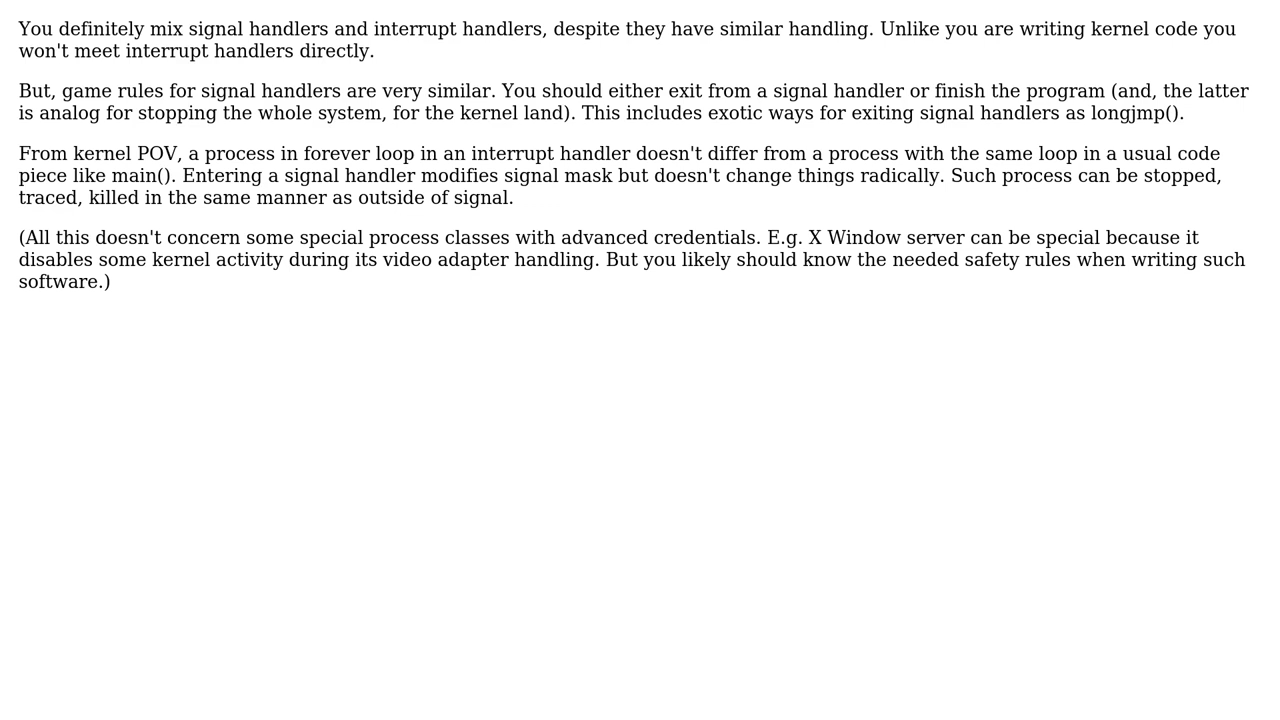 You definitely mix signal handlers and interrupt handlers, despite they have similar handling. Unlike you are writing kernel code you
won't meet interrupt handlers directly.
But, game rules for signal handlers are very similar. You should either exit from a signal handler or finish the program (and, the latter
is analog for stopping the whole system, for the kernel land). This includes exotic ways for exiting signal handlers as longjmp().
From kernel POV, a process in forever loop in an interrupt handler doesn't differ from a process with the same loop in a usual code
piece like main(). Entering a signal handler modifies signal mask but doesn't change things radically. Such process can be stopped,
traced, killed in the same manner as outside of signal.
(All this doesn't concern some special process classes with advanced credentials. E.g. X Window server can be special because it
disables some kernel activity during its video adapter handling. But you likely should know the needed safety rules when writing such
software.)